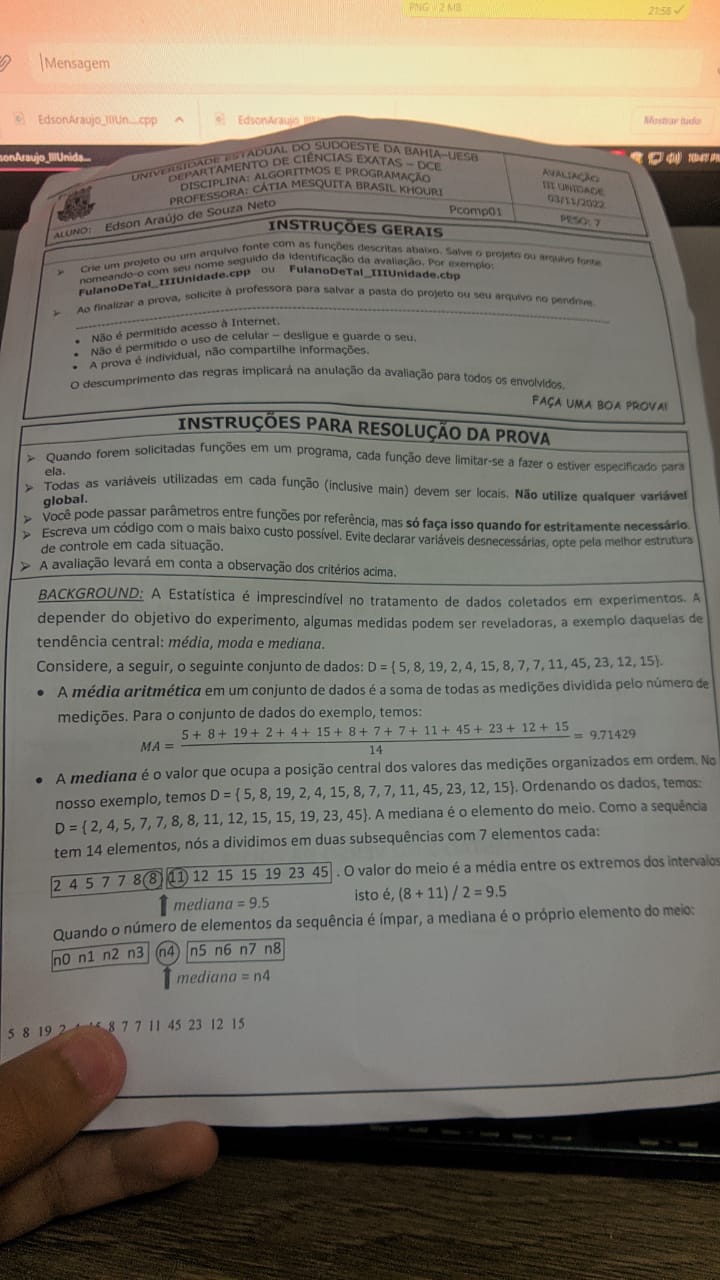 PNG 2 MB
21:58
Mensagem
EdsonAraujo_IIIUn....cpp
EdsonAraujo_III
Mostrar tudo
sonAraujo_IIIUnida...
10:47 P
UNIVERSIDADE ESTADUAL DO SUDOESTE DA BAHIA–UESB
DEPARTAMENTO DE CIÊNCIAS EXATAS – DCE
DISCIPLINA: ALGORITMOS E PROGRAMAÇÃO
PROFESSORA: CÁTIA MESQUITA BRASIL KHOURI
AVALIAÇÃO
III UNIDADE
03/11/2022
PESO: 7
ALUNO: Edson Araújo de Souza Neto Pcomp01
INSTRUÇÕES GERAIS
➢ Crie um projeto ou um arquivo fonte com as funções descritas abaixo. Salve o projeto ou arquivo fonte
nomeando-o com seu nome seguido da identificação da avaliação. Por exemplo:
FulanoDeTal_IIIUnidade.cpp ou FulanoDeTal_IIIUnidade.cbp
➢ Ao finalizar a prova, solicite à professora para salvar a pasta do projeto ou seu arquivo no pendrive.
• Não é permitido acesso à Internet.
• Não é permitido o uso de celular – desligue e guarde o seu.
• A prova é individual, não compartilhe informações.
O descumprimento das regras implicará na anulação da avaliação para todos os envolvidos.
FAÇA UMA BOA PROVA!
INSTRUÇÕES PARA RESOLUÇÃO DA PROVA
➢ Quando forem solicitadas funções em um programa, cada função deve limitar-se a fazer o estiver especificado para
ela.
➢ Todas as variáveis utilizadas em cada função (inclusive main) devem ser locais. Não utilize qualquer variável
global.
➢ Você pode passar parâmetros entre funções por referência, mas só faça isso quando for estritamente necessário.
➢ Escreva um código com o mais baixo custo possível. Evite declarar variáveis desnecessárias, opte pela melhor estrutura
de controle em cada situação.
➢ A avaliação levará em conta a observação dos critérios acima.
BACKGROUND: A Estatística é imprescindível no tratamento de dados coletados em experimentos. A
depender do objetivo do experimento, algumas medidas podem ser reveladoras, a exemplo daquelas de
tendência central: média, moda e mediana.
Considere, a seguir, o seguinte conjunto de dados: D = { 5, 8, 19, 2, 4, 15, 8, 7, 7, 11, 45, 23, 12, 15}.
• A média aritmética em um conjunto de dados é a soma de todas as medições dividida pelo número de
medições. Para o conjunto de dados do exemplo, temos:
MA = 5 + 8 + 19 + 2 + 4 + 15 + 8 + 7 + 7 + 11 + 45 + 23 + 12 + 15 / 14 = 9.71429
• A mediana é o valor que ocupa a posição central dos valores das medições organizados em ordem. No
nosso exemplo, temos D = { 5, 8, 19, 2, 4, 15, 8, 7, 7, 11, 45, 23, 12, 15}. Ordenando os dados, temos:
D = { 2, 4, 5, 7, 7, 8, 8, 11, 12, 15, 15, 19, 23, 45}. A mediana é o elemento do meio. Como a sequência
tem 14 elementos, nós a dividimos em duas subsequências com 7 elementos cada:
2 4 5 7 7 8 8 11 12 15 15 19 23 45 . O valor do meio é a média entre os extremos dos intervalos
mediana = 9.5 isto é, (8 + 11) / 2 = 9.5
Quando o número de elementos da sequência é ímpar, a mediana é o próprio elemento do meio:
n0 n1 n2 n3 n4 n5 n6 n7 n8
mediana = n4
5 8 19 2 8 7 7 11 45 23 12 15